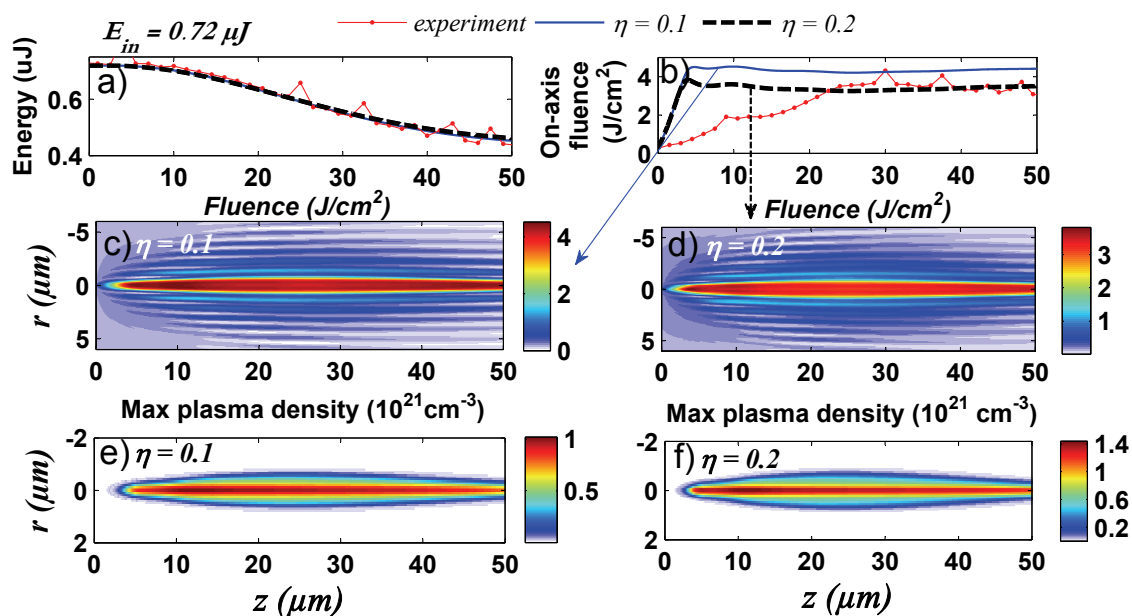 experiment η = 0.1 η = 0.2
E_in = 0.72 μJ
a)
Energy (uJ)
0.6
0.4
0 10 20 30 40 50
b)
On-axis
fluence
(J/cm²)
4
2
0
0 10 20 30 40 50
Fluence (J/cm²)
c) η = 0.1
r (μm)
-5
0
5
0 10 20 30 40 50
4
2
0
Fluence (J/cm²)
d) η = 0.2
-5
0
5
0 10 20 30 40 50
3
2
1
Max plasma density (10²¹cm⁻³)
e) η = 0.1
r (μm)
-2
0
2
0 10 20 30 40 50
1
0.5
z (μm)
Max plasma density (10²¹ cm⁻³)
f) η = 0.2
-2
0
2
0 10 20 30 40 50
1.4
1
0.6
0.2
z (μm)